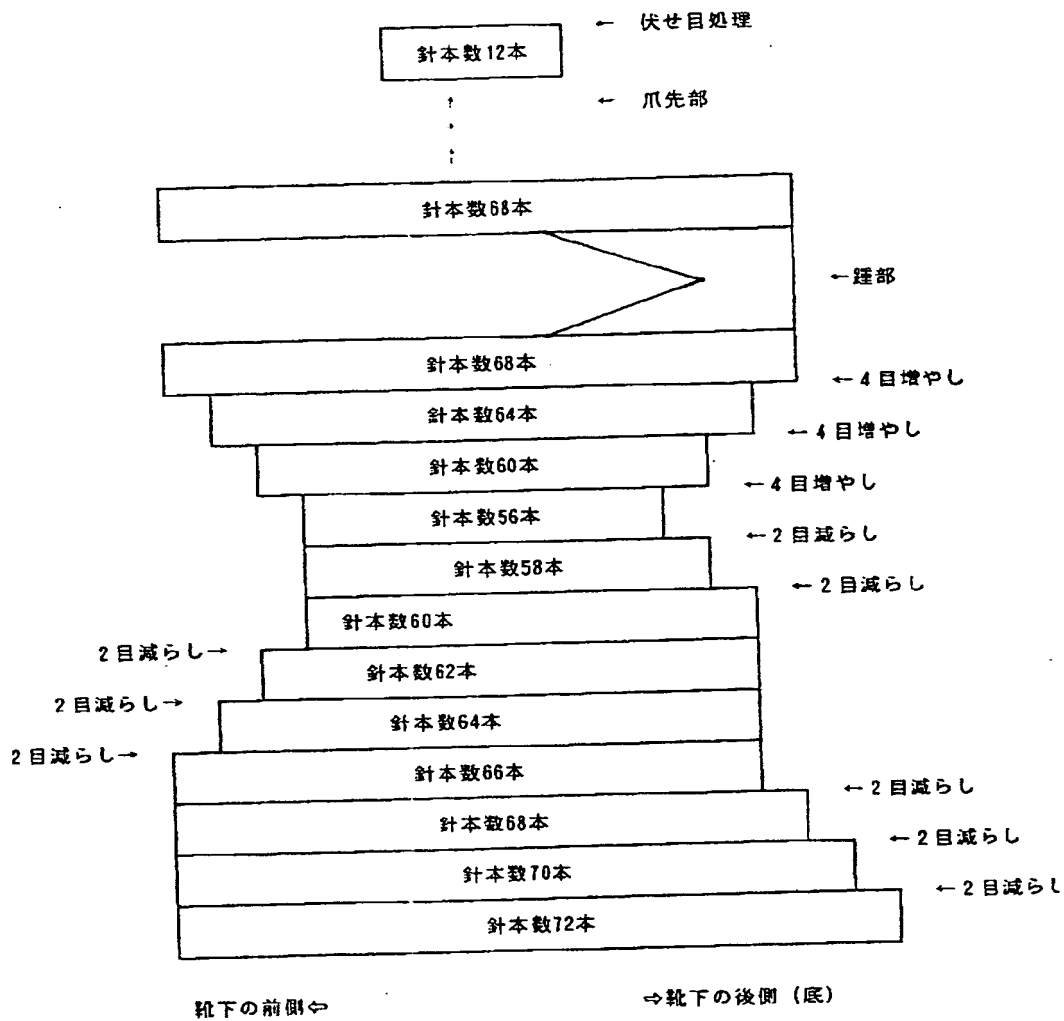 ← 伏せ目処理
針本数12本
← 爪先部
針本数68本
←踵部
針本数68本
←4目増やし
針本数64本
←4目増やし
針本数60本
←4目増やし
針本数56本
←2目減らし
針本数58本
←2目減らし
針本数60本
2目減らし→
針本数62本
2目減らし→
針本数64本
2目減らし→
針本数66本
←2目減らし
針本数68本
←2目減らし
針本数70本
←2目減らし
針本数72本
靴下の前側⇦
⇨靴下の後側(底)